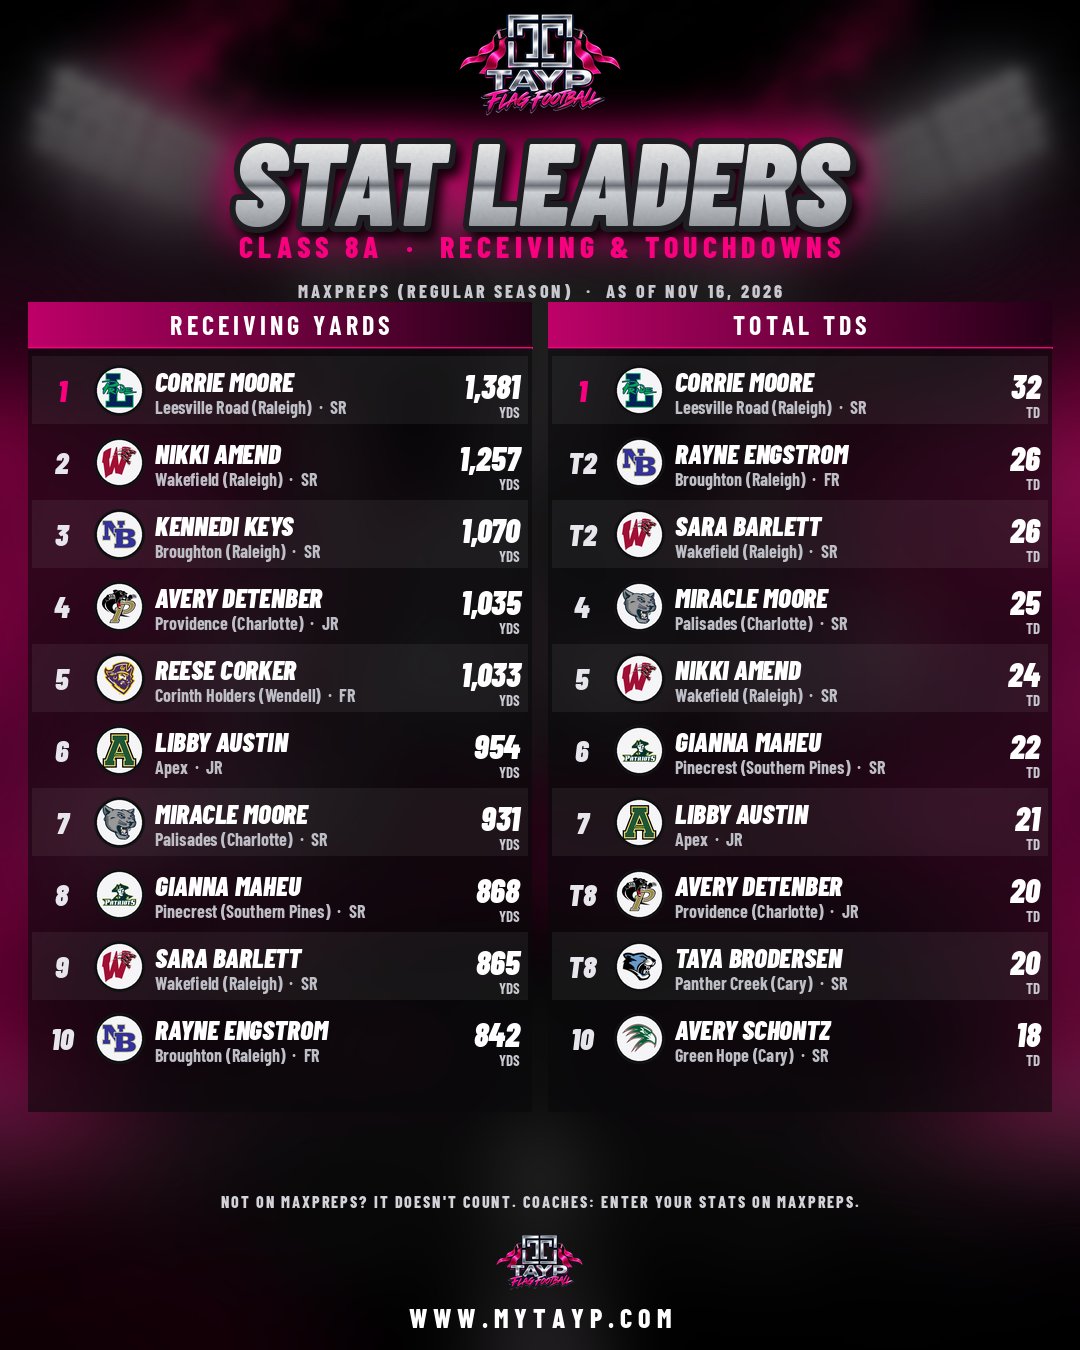 TAYP
FLAG FOOTBALL
STAT LEADERS
CLASS 8A · RECEIVING & TOUCHDOWNS
MAXPREPS (REGULAR SEASON) · AS OF NOV 16, 2026
RECEIVING YARDS
1 CORRIE MOORE 1,381
Leesville Road (Raleigh) · SR YDS
2 NIKKI AMEND 1,257
Wakefield (Raleigh) · SR YDS
3 KENNEDI KEYS 1,070
Broughton (Raleigh) · SR YDS
4 AVERY DETENBER 1,035
Providence (Charlotte) · JR YDS
5 REESE CORKER 1,033
Corinth Holders (Wendell) · FR YDS
6 LIBBY AUSTIN 954
Apex · JR YDS
7 MIRACLE MOORE 931
Palisades (Charlotte) · SR YDS
8 GIANNA MAHEU 868
Pinecrest (Southern Pines) · SR YDS
9 SARA BARLETT 865
Wakefield (Raleigh) · SR YDS
10 RAYNE ENGSTROM 842
Broughton (Raleigh) · FR YDS
TOTAL TDS
1 CORRIE MOORE 32
Leesville Road (Raleigh) · SR TD
T2 RAYNE ENGSTROM 26
Broughton (Raleigh) · FR TD
T2 SARA BARLETT 26
Wakefield (Raleigh) · SR TD
4 MIRACLE MOORE 25
Palisades (Charlotte) · SR TD
5 NIKKI AMEND 24
Wakefield (Raleigh) · SR TD
6 GIANNA MAHEU 22
Pinecrest (Southern Pines) · SR TD
7 LIBBY AUSTIN 21
Apex · JR TD
T8 AVERY DETENBER 20
Providence (Charlotte) · JR TD
T8 TAYA BRODERSEN 20
Panther Creek (Cary) · SR TD
10 AVERY SCHONTZ 18
Green Hope (Cary) · SR TD
NOT ON MAXPREPS? IT DOESN'T COUNT. COACHES: ENTER YOUR STATS ON MAXPREPS.
TAYP
FLAG FOOTBALL
WWW.MYTAYP.COM